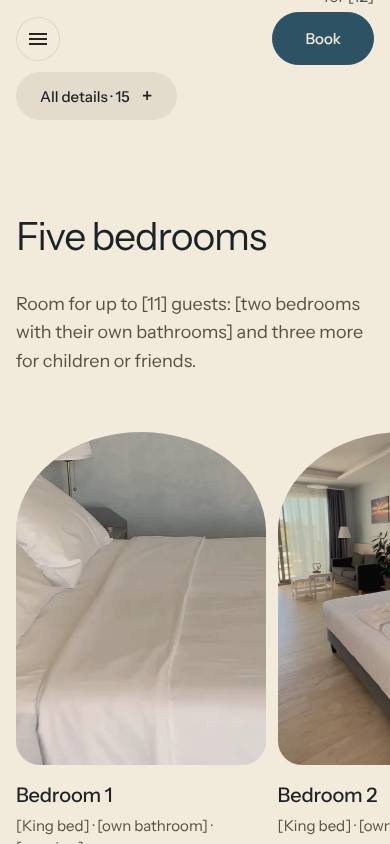 Book
All details · 15 +
Five bedrooms
Room for up to [11] guests: [two bedrooms
with their own bathrooms] and three more
for children or friends.
Bedroom 1
Bedroom 2
[King bed] · [own bathroom] ·
[King bed] · [own